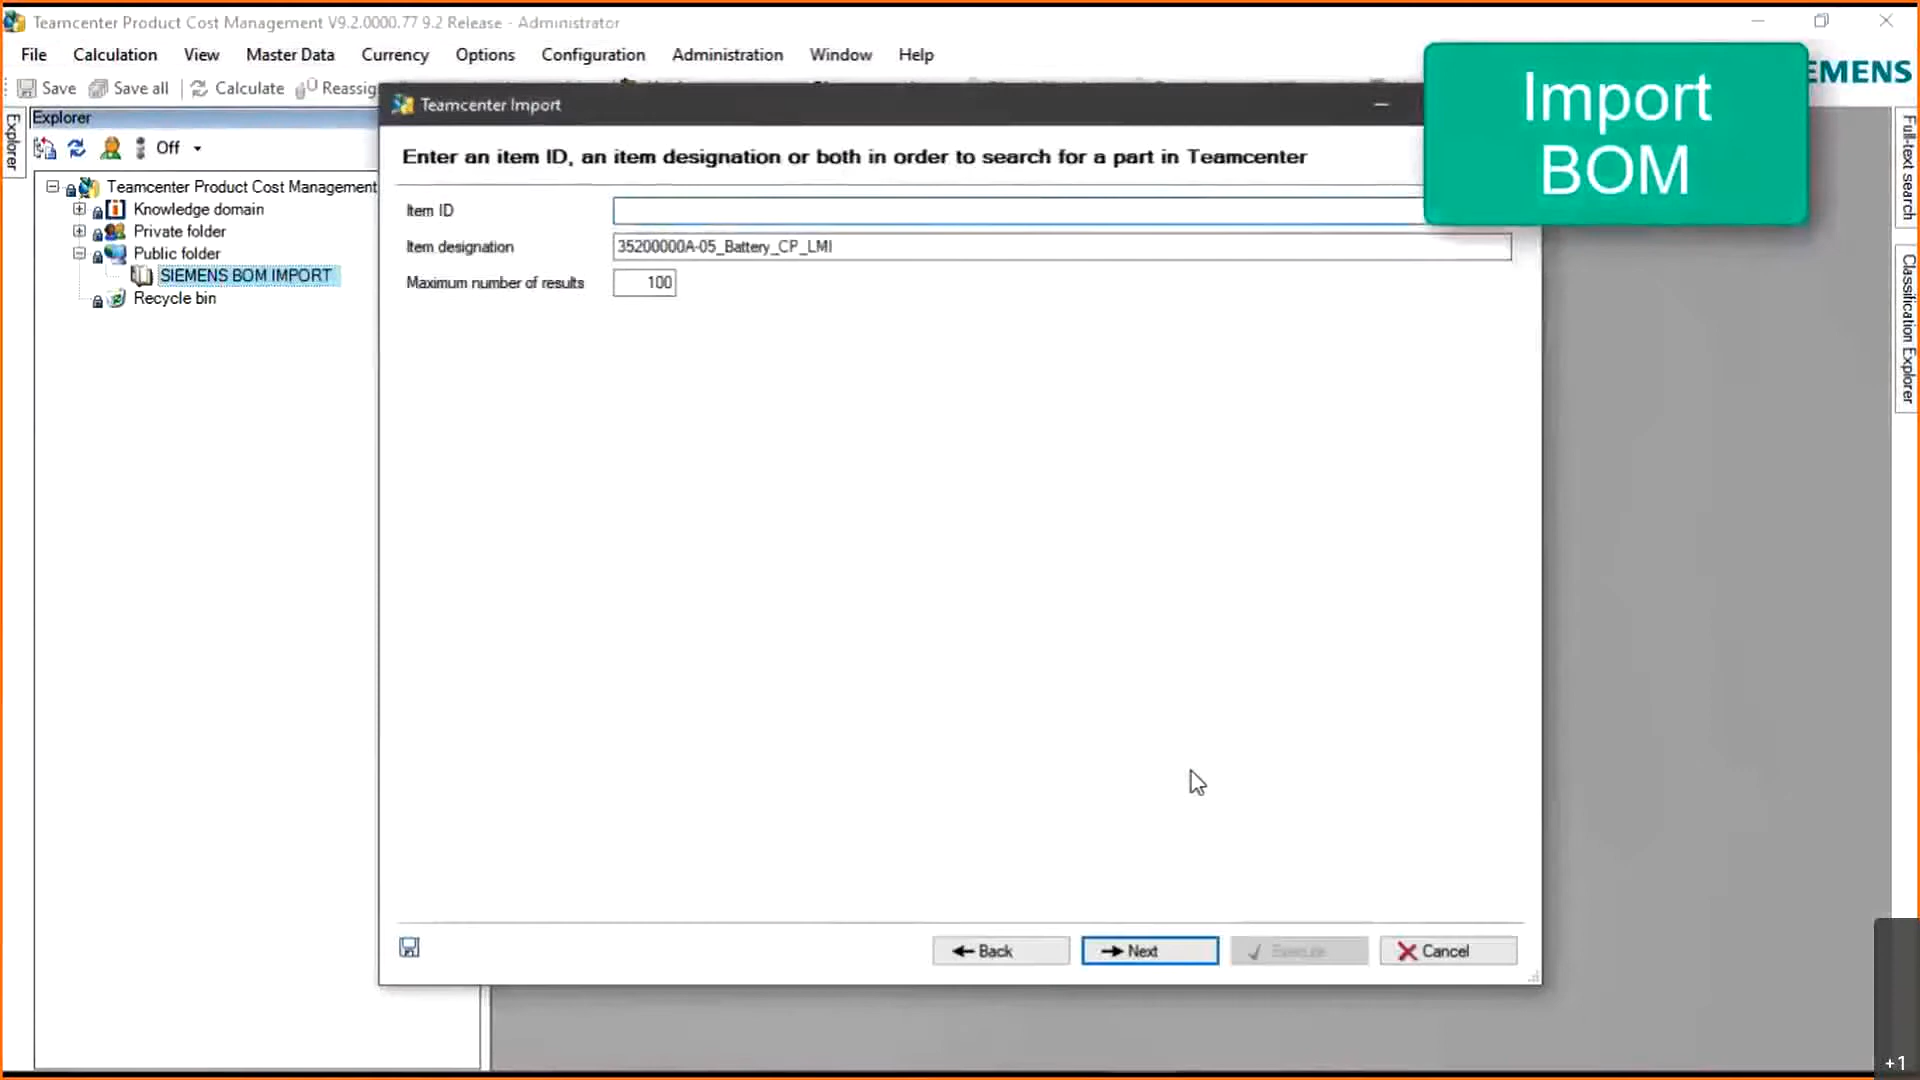 Teamcenter Product Cost Management V9.2.0000.77 9.2 Release - Administrator
File Calculation View Master Data Currency Options Configuration Administration Window Help
Save Save all Calculate Reassig
EMENS
Import
BOM
Explorer
Explorer
Off
Teamcenter Product Cost Management
Knowledge domain
Private folder
Public folder
SIEMENS BOM IMPORT
Recycle bin
Teamcenter Import
Enter an item ID, an item designation or both in order to search for a part in Teamcenter
Item ID
Item designation 35200000A-05_Battery_CP_LMI
Maximum number of results 100
Back Next Execute Cancel
Full-text search
Classification Explorer
+1